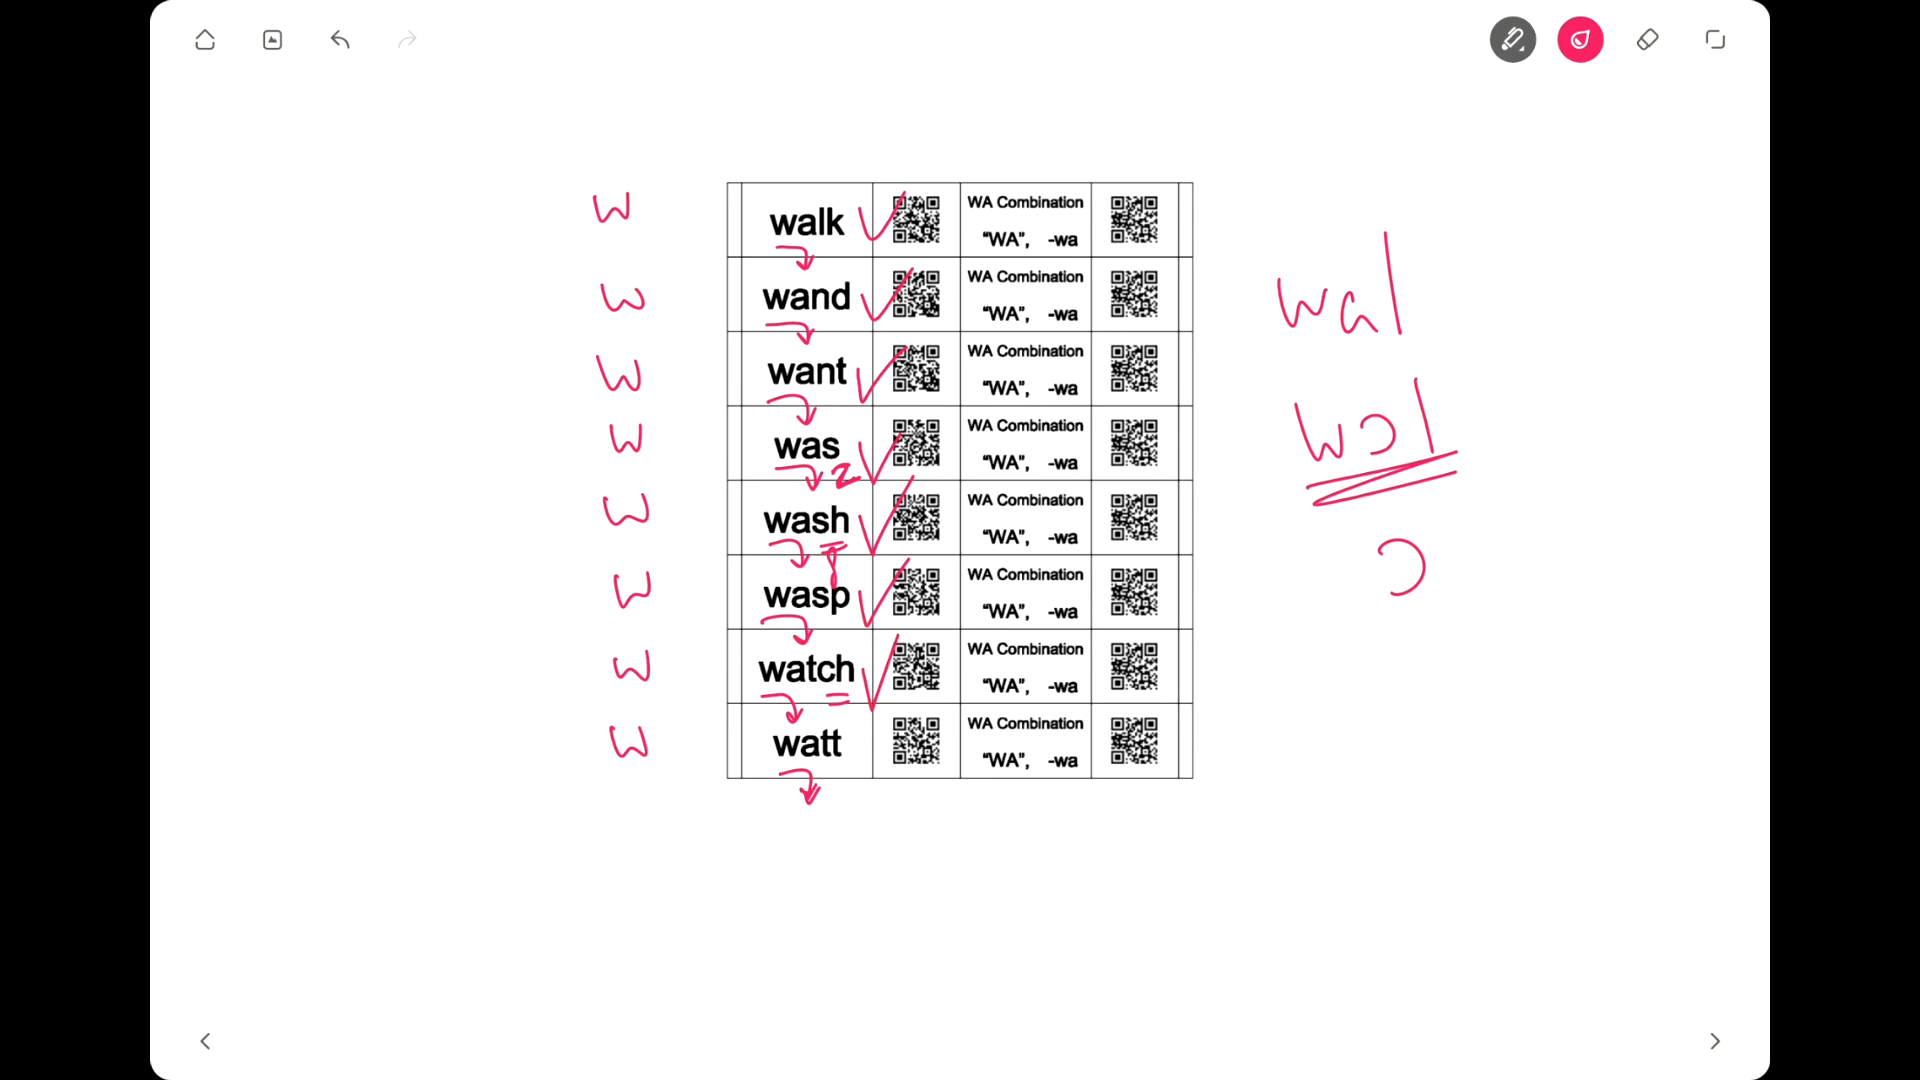 w walk WA Combination
“WA”, -wa
w wand WA Combination
“WA”, -wa
wal
w want WA Combination
“WA”, -wa
w was z WA Combination
“WA”, -wa
wɔl
w wash WA Combination
“WA”, -wa
ɔ
w wasp WA Combination
“WA”, -wa
w watch WA Combination
“WA”, -wa
w watt WA Combination
“WA”, -wa